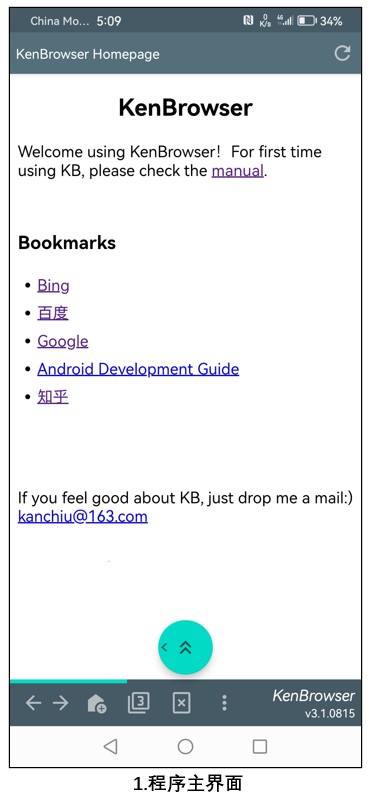 China Mo... 5:09 0 K/s 4G 34%
KenBrowser Homepage
KenBrowser
Welcome using KenBrowser! For first time
using KB, please check the manual.
Bookmarks
• Bing
• 百度
• Google
• Android Development Guide
• 知乎
If you feel good about KB, just drop me a mail:)
kanchiu@163.com
3
KenBrowser
v3.1.0815
1.程序主界面